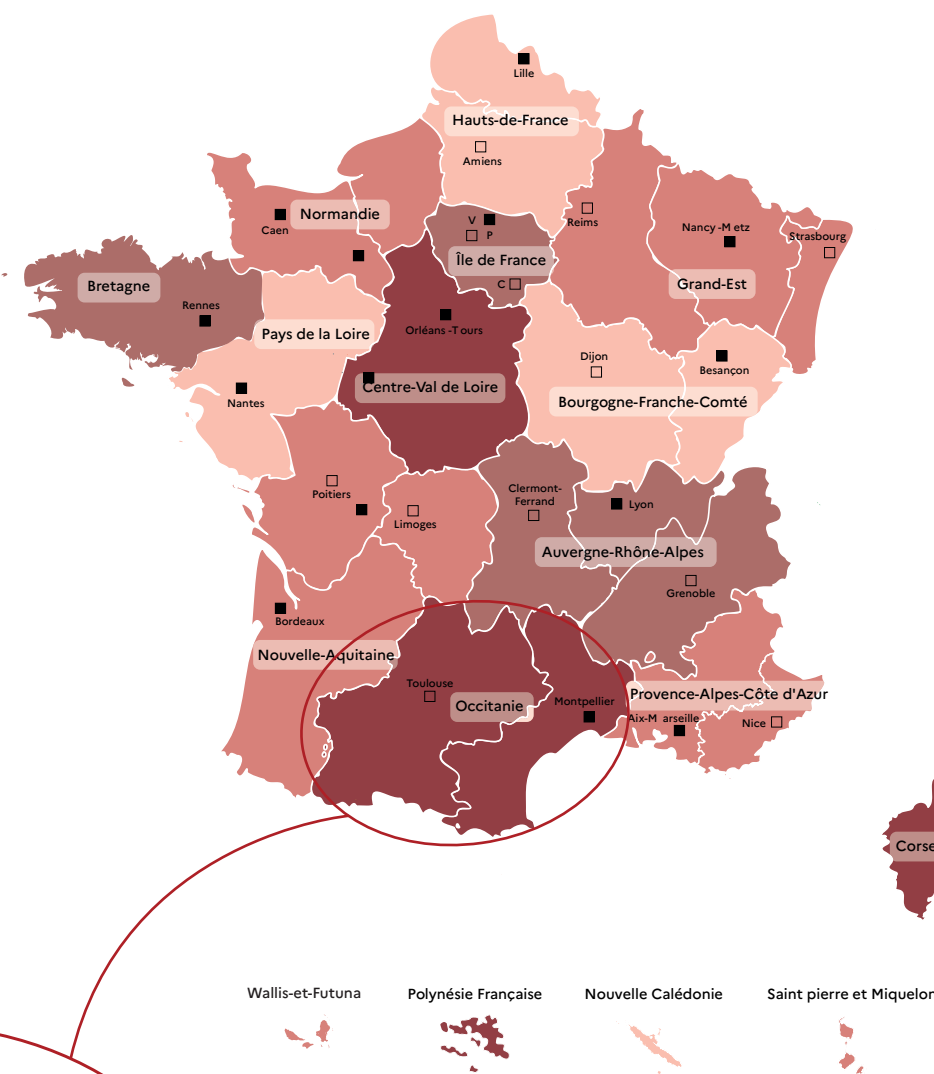 Lille
Hauts-de-France
Amiens
Normandie
Caen
V
P
Reims
Nancy-M etz
Strasbourg
Île de France
Bretagne
C
Grand-Est
Rennes
Orléans -T ours
Pays de la Loire
Dijon
Besançon
Centre-Val de Loire
Nantes
Bourgogne-Franche-Comté
Clermont-
Ferrand
Poitiers
Lyon
Limoges
Auvergne-Rhône-Alpes
Grenoble
Bordeaux
Nouvelle-Aquitaine
Toulouse
Provence-Alpes-Côte d'Azur
Occitanie
Montpellier
Aix-M arseille
Nice
Corse
Wallis-et-Futuna
Polynésie Française
Nouvelle Calédonie
Saint pierre et Miquelon